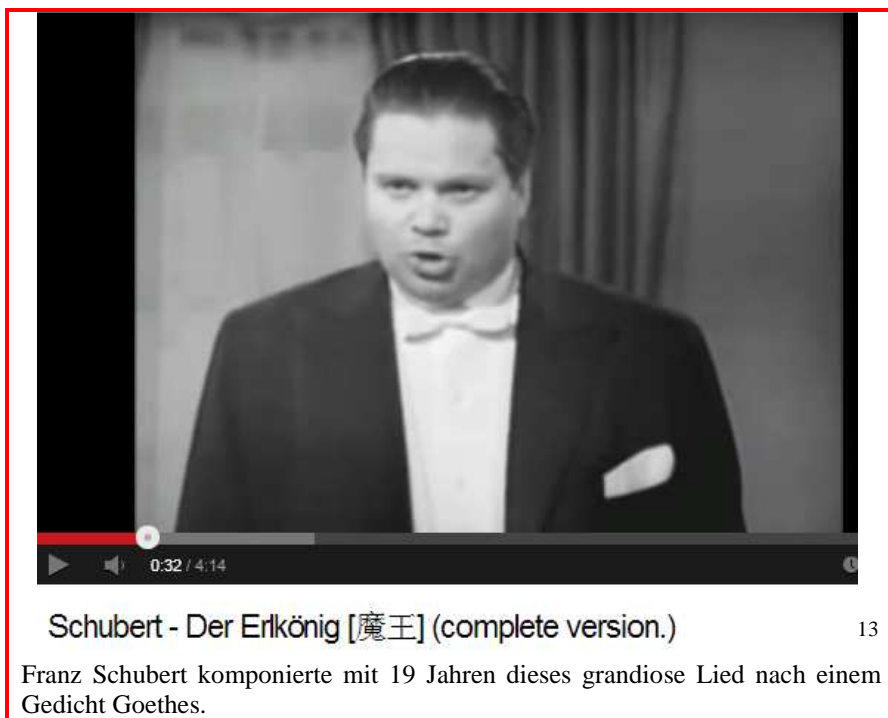 0:32 / 4:14
Schubert - Der Erlkönig [魔王] (complete version.)
13
Franz Schubert komponierte mit 19 Jahren dieses grandiose Lied nach einem
Gedicht Goethes.